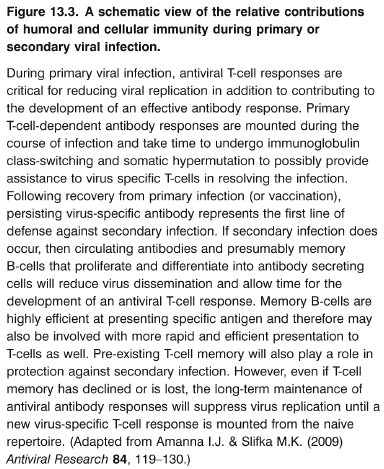 Figure 13.3. A schematic view of the relative contributions
of humoral and cellular immunity during primary or
secondary viral infection.
During primary viral infection, antiviral T-cell responses are
critical for reducing viral replication in addition to contributing to
the development of an effective antibody response. Primary
T-cell-dependent antibody responses are mounted during the
course of infection and take time to undergo immunoglobulin
class-switching and somatic hypermutation to possibly provide
assistance to virus specific T-cells in resolving the infection.
Following recovery from primary infection (or vaccination),
persisting virus-specific antibody represents the first line of
defense against secondary infection. If secondary infection does
occur, then circulating antibodies and presumably memory
B-cells that proliferate and differentiate into antibody secreting
cells will reduce virus dissemination and allow time for the
development of an antiviral T-cell response. Memory B-cells are
highly efficient at presenting specific antigen and therefore may
also be involved with more rapid and efficient presentation to
T-cells as well. Pre-existing T-cell memory will also play a role in
protection against secondary infection. However, even if T-cell
memory has declined or is lost, the long-term maintenance of
antiviral antibody responses will suppress virus replication until a
new virus-specific T-cell response is mounted from the naive
repertoire. (Adapted from Amanna I.J. & Slifka M.K. (2009)
Antiviral Research 84, 119–130.)